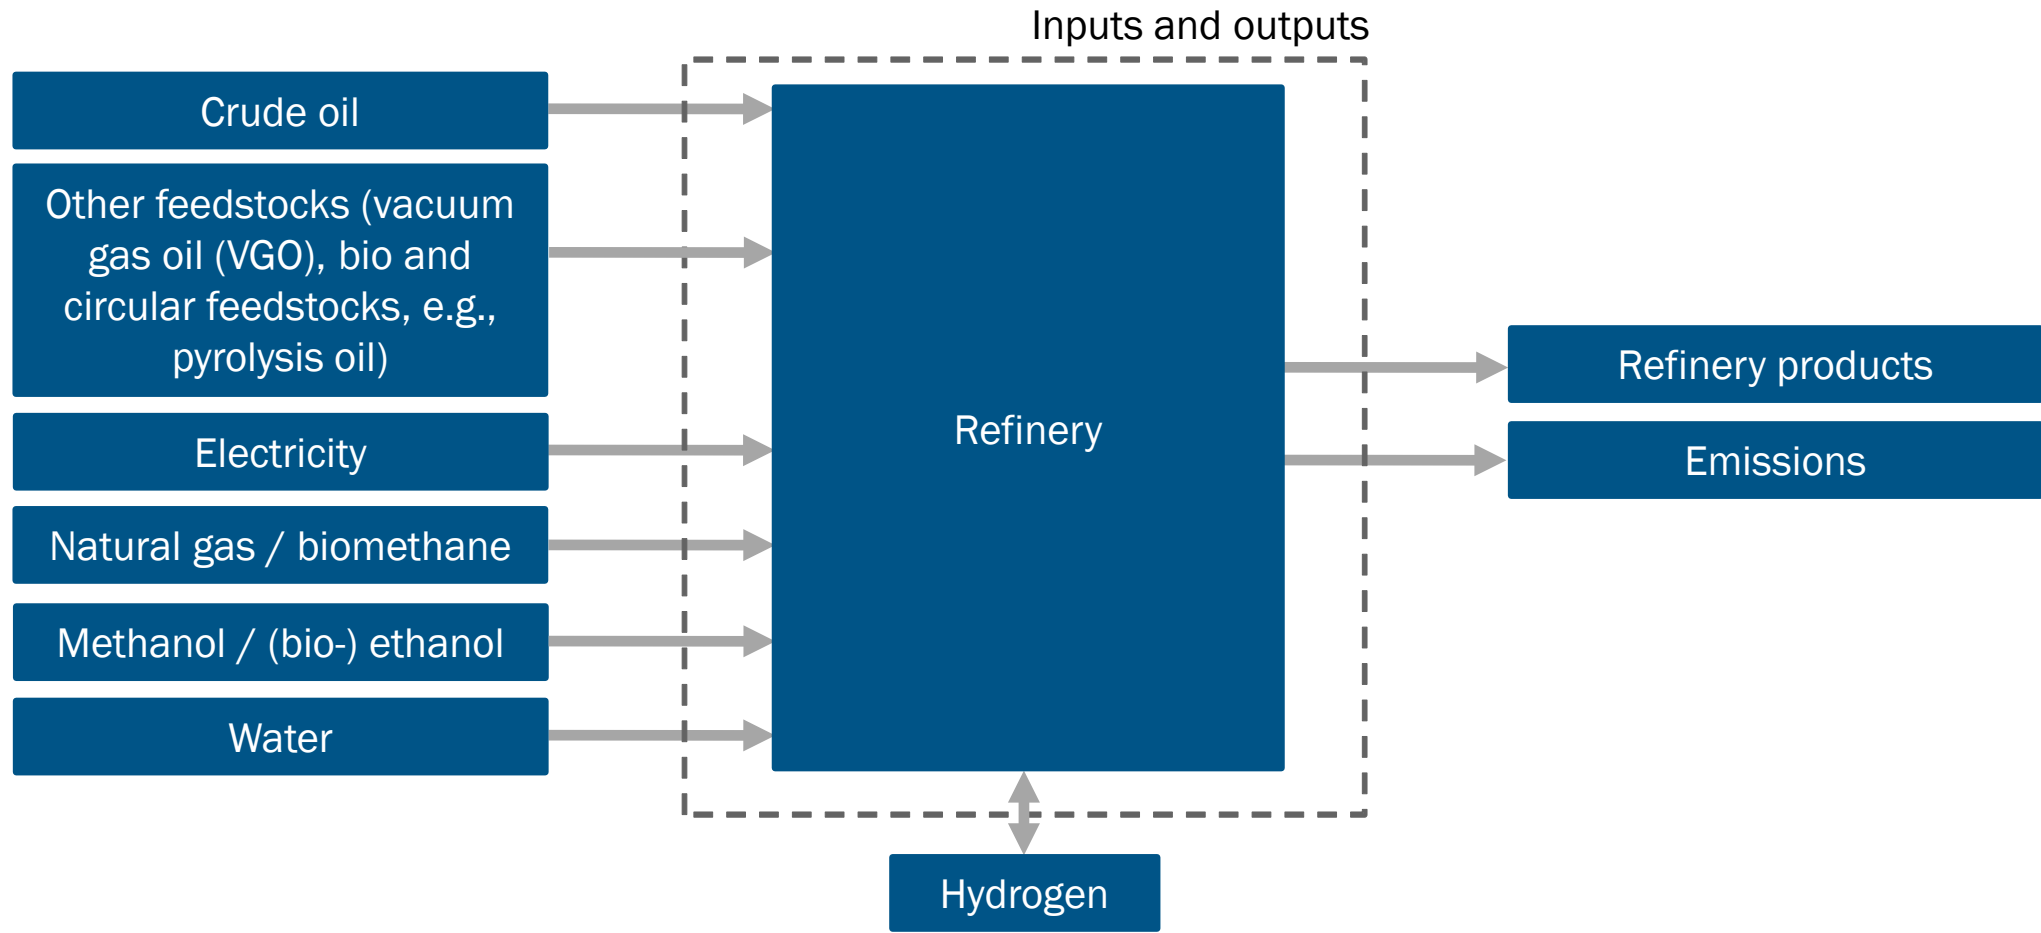 Inputs and outputs
Crude oil
Other feedstocks (vacuum
gas oil (VGO), bio and
circular feedstocks, e.g.,
pyrolysis oil)
Electricity
Natural gas / biomethane
Methanol / (bio-) ethanol
Water
Refinery
Refinery products
Emissions
Hydrogen